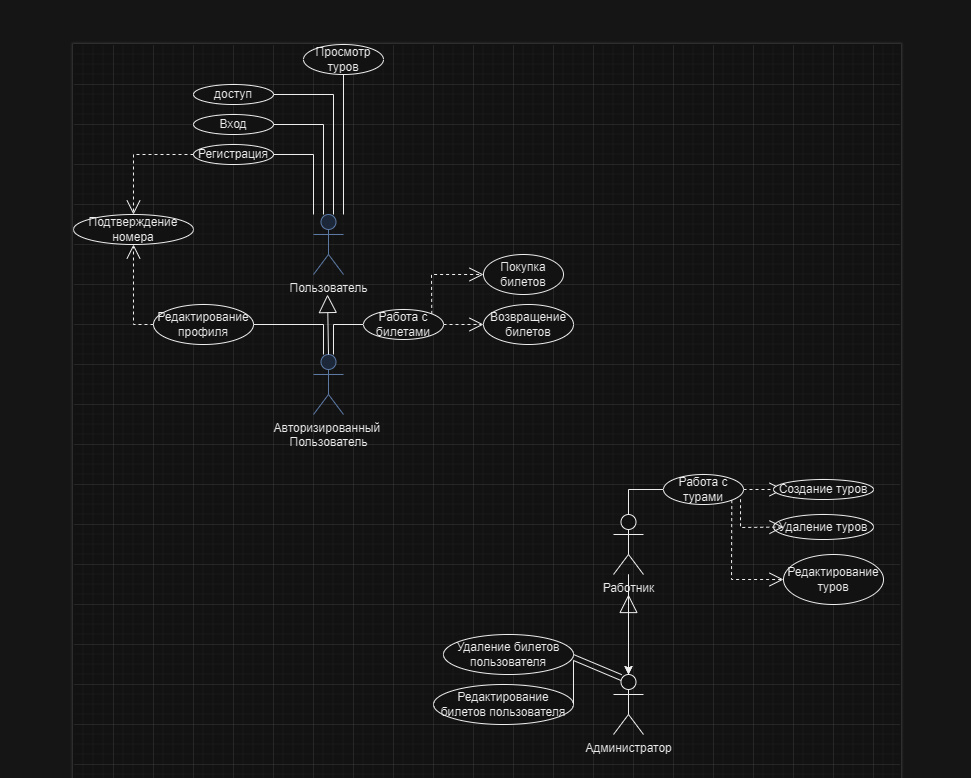 Просмотр
туров
доступ
Вход
Регистрация
Подтверждение
номера
Пользователь
Покупка
билетов
Редактирование
профиля
Работа с
билетами
Возвращение
билетов
Авторизированный
Пользователь
Работа с
турами
Создание туров
Удаление туров
Редактирование
туров
Работник
Удаление билетов
пользователя
Редактирование
билетов пользователя
Администратор